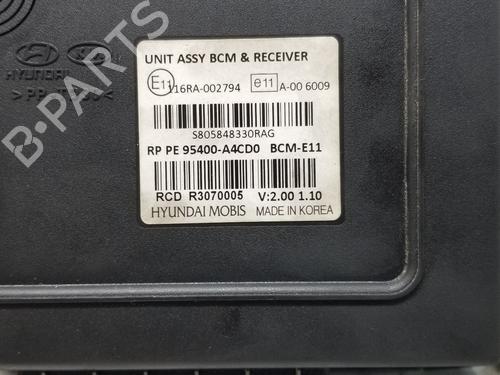 HYUNDAI
UNIT ASSY BCM & RECEIVER
E11 116RA-002794 e11 A-00 6009
S805848330RAG
RP PE 95400-A4CD0 BCM-E11
RCD R3070005 V:2.00 1.10
HYUNDAI MOBIS MADE IN KOREA
B-PARTS